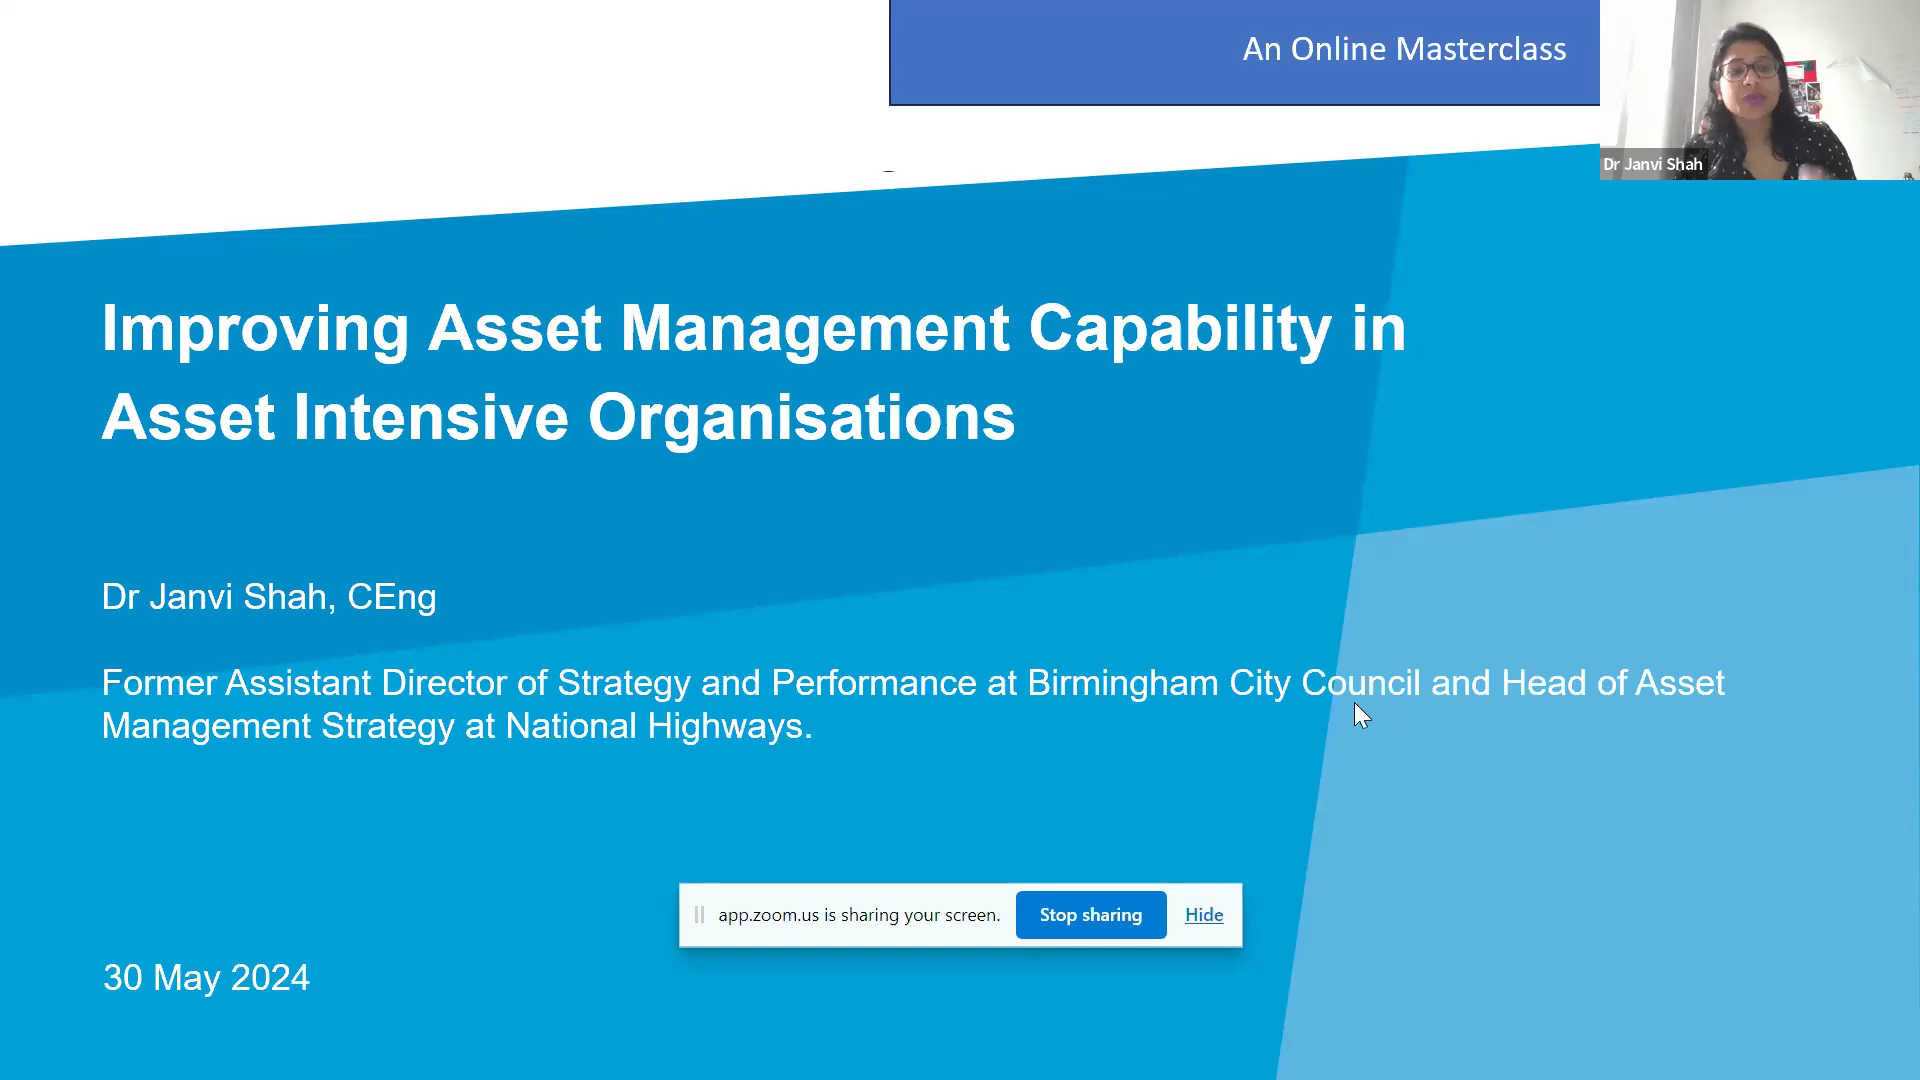 An Online Masterclass
Dr Janvi Shah
Improving Asset Management Capability in
Asset Intensive Organisations
Dr Janvi Shah, CEng
Former Assistant Director of Strategy and Performance at Birmingham City Council and Head of Asset
Management Strategy at National Highways.
app.zoom.us is sharing your screen. Stop sharing Hide
30 May 2024